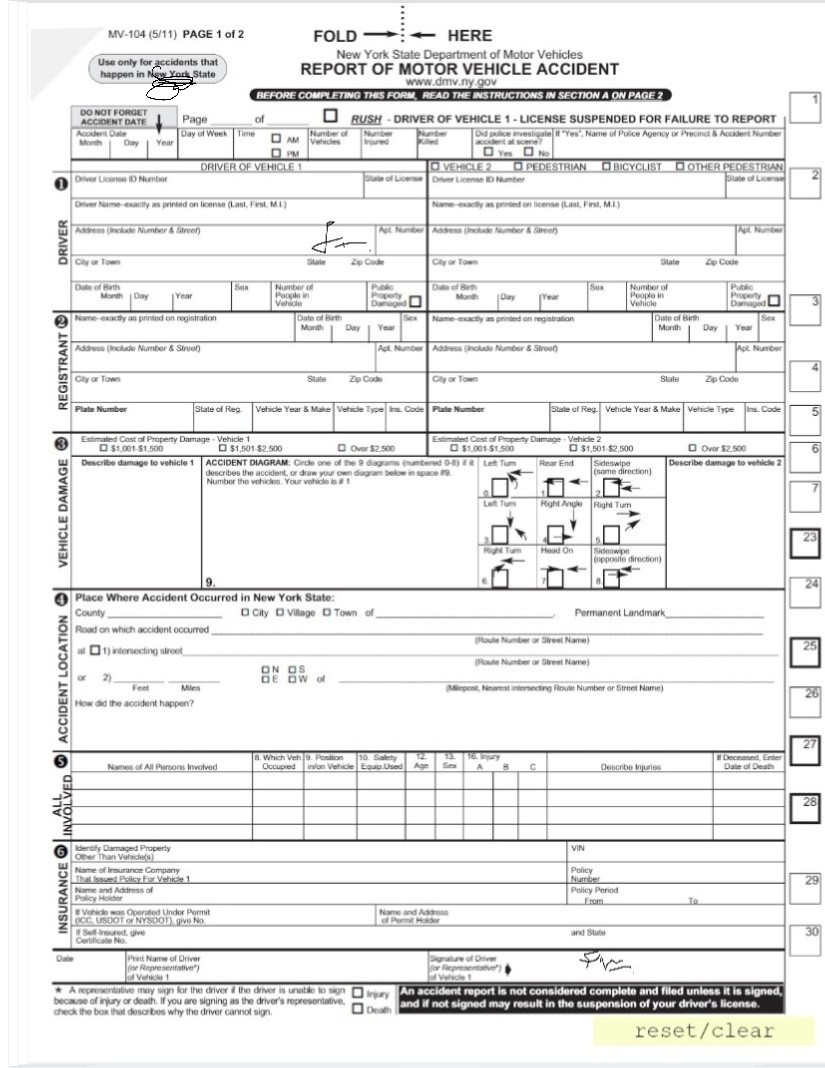 MV-104 (5/11) PAGE 1 of 2
FOLD HERE
Use only for accidents that
happen in New York State
New York State Department of Motor Vehicles
REPORT OF MOTOR VEHICLE ACCIDENT
www.dmv.ny.gov
BEFORE COMPLETING THIS FORM, READ THE INSTRUCTIONS IN SECTION A ON PAGE 2
1
DO NOT FORGET
ACCIDENT DATE
Page of
RUSH - DRIVER OF VEHICLE 1 - LICENSE SUSPENDED FOR FAILURE TO REPORT
Accident Date
Month Day Year
Day of Week
Time
AM
PM
Number of
Vehicles
Number
Injured
Number
Killed
Did police investigate
accident at scene?
Yes No
If "Yes", Name of Police Agency or Precinct & Accident Number
DRIVER OF VEHICLE 1
VEHICLE 2 PEDESTRIAN BICYCLIST OTHER PEDESTRIAN
2
1
DRIVER
Driver License ID Number State of License
Driver License ID Number State of License
Driver Name-exactly as printed on license (Last, First, M.I.)
Name-exactly as printed on license (Last, First, M.I.)
Address (Include Number & Street) Apt. Number
Address (Include Number & Street) Apt. Number
City or Town State Zip Code
City or Town State Zip Code
Date of Birth
Month Day Year
Sex
Number of
People in
Vehicle
Public
Property
Damaged
Date of Birth
Month Day Year
Sex
Number of
People in
Vehicle
Public
Property
Damaged
3
2
REGISTRANT
Name-exactly as printed on registration
Date of Birth
Month Day Year
Sex
Name-exactly as printed on registration
Date of Birth
Month Day Year
Sex
Address (Include Number & Street) Apt. Number
Address (Include Number & Street) Apt. Number
4
City or Town State Zip Code
City or Town State Zip Code
Plate Number State of Reg. Vehicle Year & Make Vehicle Type Ins. Code
Plate Number State of Reg. Vehicle Year & Make Vehicle Type Ins. Code
5
3
VEHICLE DAMAGE
Estimated Cost of Property Damage - Vehicle 1
$1,001-$1,500 $1,501-$2,500 Over $2,500
Estimated Cost of Property Damage - Vehicle 2
$1,001-$1,500 $1,501-$2,500 Over $2,500
6
Describe damage to vehicle 1
ACCIDENT DIAGRAM: Circle one of the 9 diagrams (numbered 0-8) if it
describes the accident, or draw your own diagram below in space #9.
Number the vehicles. Your vehicle is # 1
9.
Left Turn
0.
Rear End
1.
Sideswipe
(same direction)
2.
Left Turn
3.
Right Angle
4.
Right Turn
5.
Right Turn
6.
Head On
7.
Sideswipe
(opposite direction)
8.
Describe damage to vehicle 2
7
23
24
4
ACCIDENT LOCATION
Place Where Accident Occurred in New York State:
County City Village Town of . Permanent Landmark
Road on which accident occurred
(Route Number or Street Name)
at 1) intersecting street
(Route Number or Street Name)
or 2)
Feet Miles
N S
E W of
(Milepost, Nearest intersecting Route Number or Street Name)
How did the accident happen?
25
26
27
5
ALL
INVOLVED
Names of All Persons Involved
8. Which Veh.
Occupied
9. Position
in/on Vehicle
10. Safety
Equip.Used
12.
Age
13.
Sex
16. Injury
A B C
Describe Injuries
If Deceased, Enter
Date of Death
28
6
INSURANCE
Identify Damaged Property
Other Than Vehicle(s)
VIN
Name of Insurance Company
That Issued Policy For Vehicle 1
Policy
Number
29
Name and Address of
Policy Holder
Policy Period
From To
If Vehicle was Operated Under Permit
(ICC, USDOT or NYSDOT), give No.
Name and Address
of Permit Holder
If Self-Insured, give
Certificate No.
and State
30
Date
Print Name of Driver
(or Representative*)
of Vehicle 1
Signature of Driver
(or Representative*)
of Vehicle 1
* A representative may sign for the driver if the driver is unable to sign
because of injury or death. If you are signing as the driver's representative,
check the box that describes why the driver cannot sign.
Injury
Death
An accident report is not considered complete and filed unless it is signed,
and if not signed may result in the suspension of your driver's license.
reset/clear